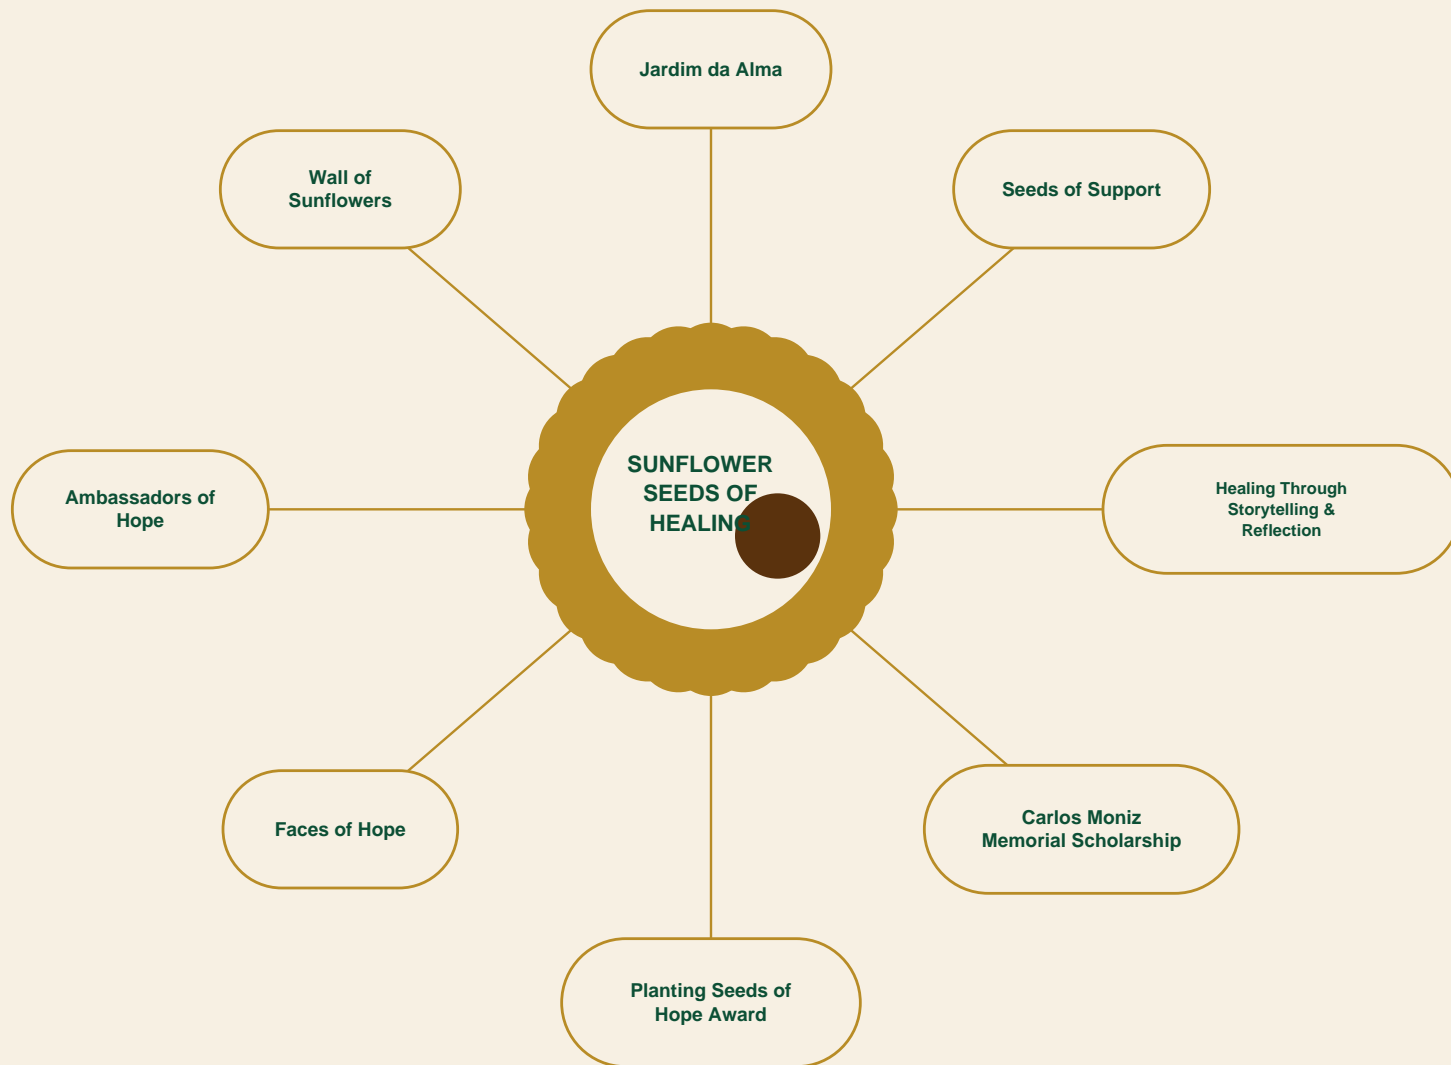 Jardim da Alma
Wall of
Sunflowers
Seeds of Support
SUNFLOWER
SEEDS OF
HEALING
Ambassadors of
Hope
Healing Through
Storytelling &
Reflection
Faces of Hope
Carlos Moniz
Memorial Scholarship
Planting Seeds of
Hope Award